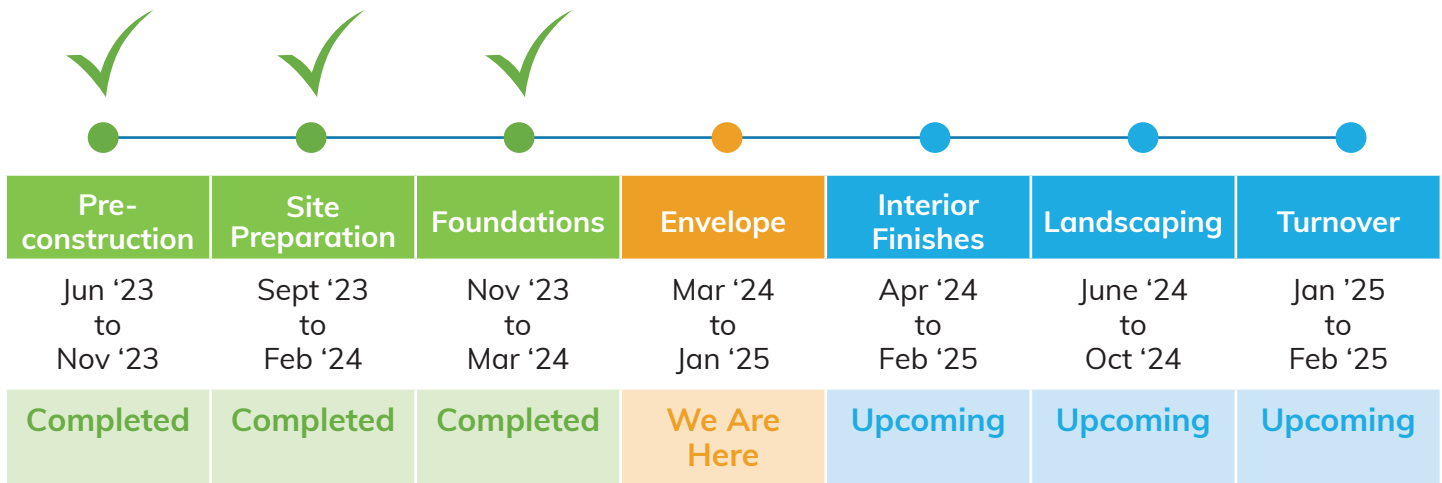 Pre-
construction
Site
Preparation
Foundations
Envelope
Interior
Finishes
Landscaping
Turnover
Jun ‘23
to
Nov ‘23
Sept ‘23
to
Feb ‘24
Nov ‘23
to
Mar ‘24
Mar ‘24
to
Jan ‘25
Apr ‘24
to
Feb ‘25
June ‘24
to
Oct ‘24
Jan ’25
to
Feb ‘25
Completed
Completed
Completed
We Are
Here
Upcoming
Upcoming
Upcoming